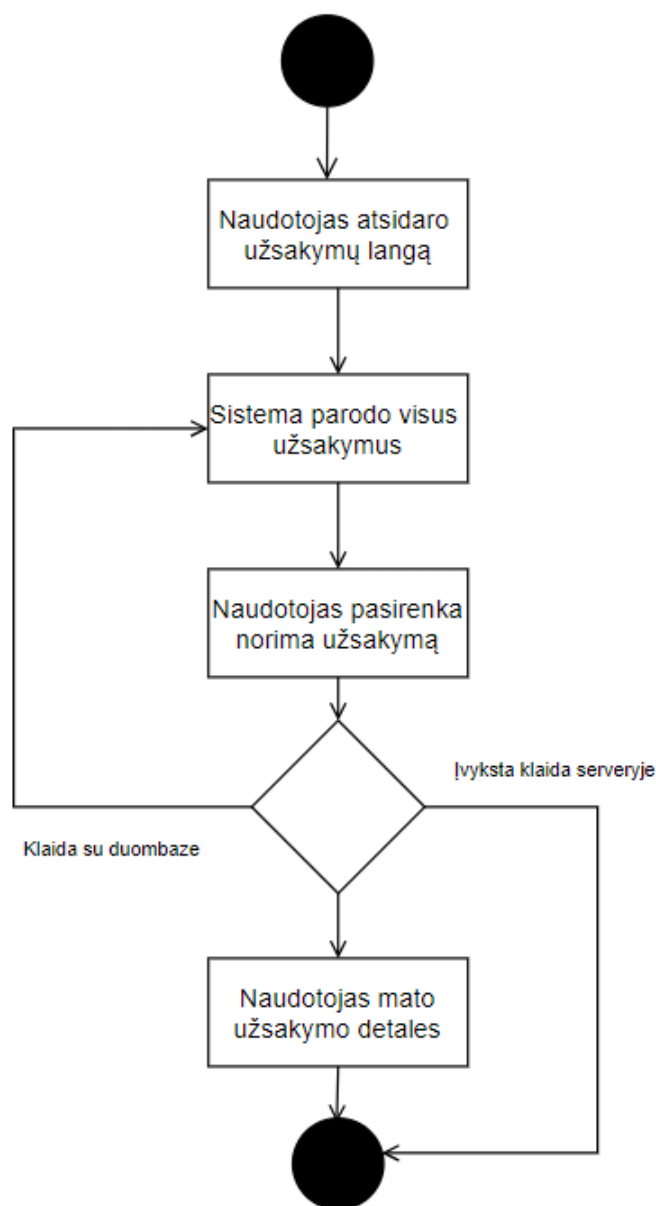 Naudotojas atsidaro
užsakymų langą
Sistema parodo visus
užsakymus
Naudotojas pasirenka
norima užsakymą
Įvyksta klaida serveryje
Klaida su duombaze
Naudotojas mato
užsakymo detales